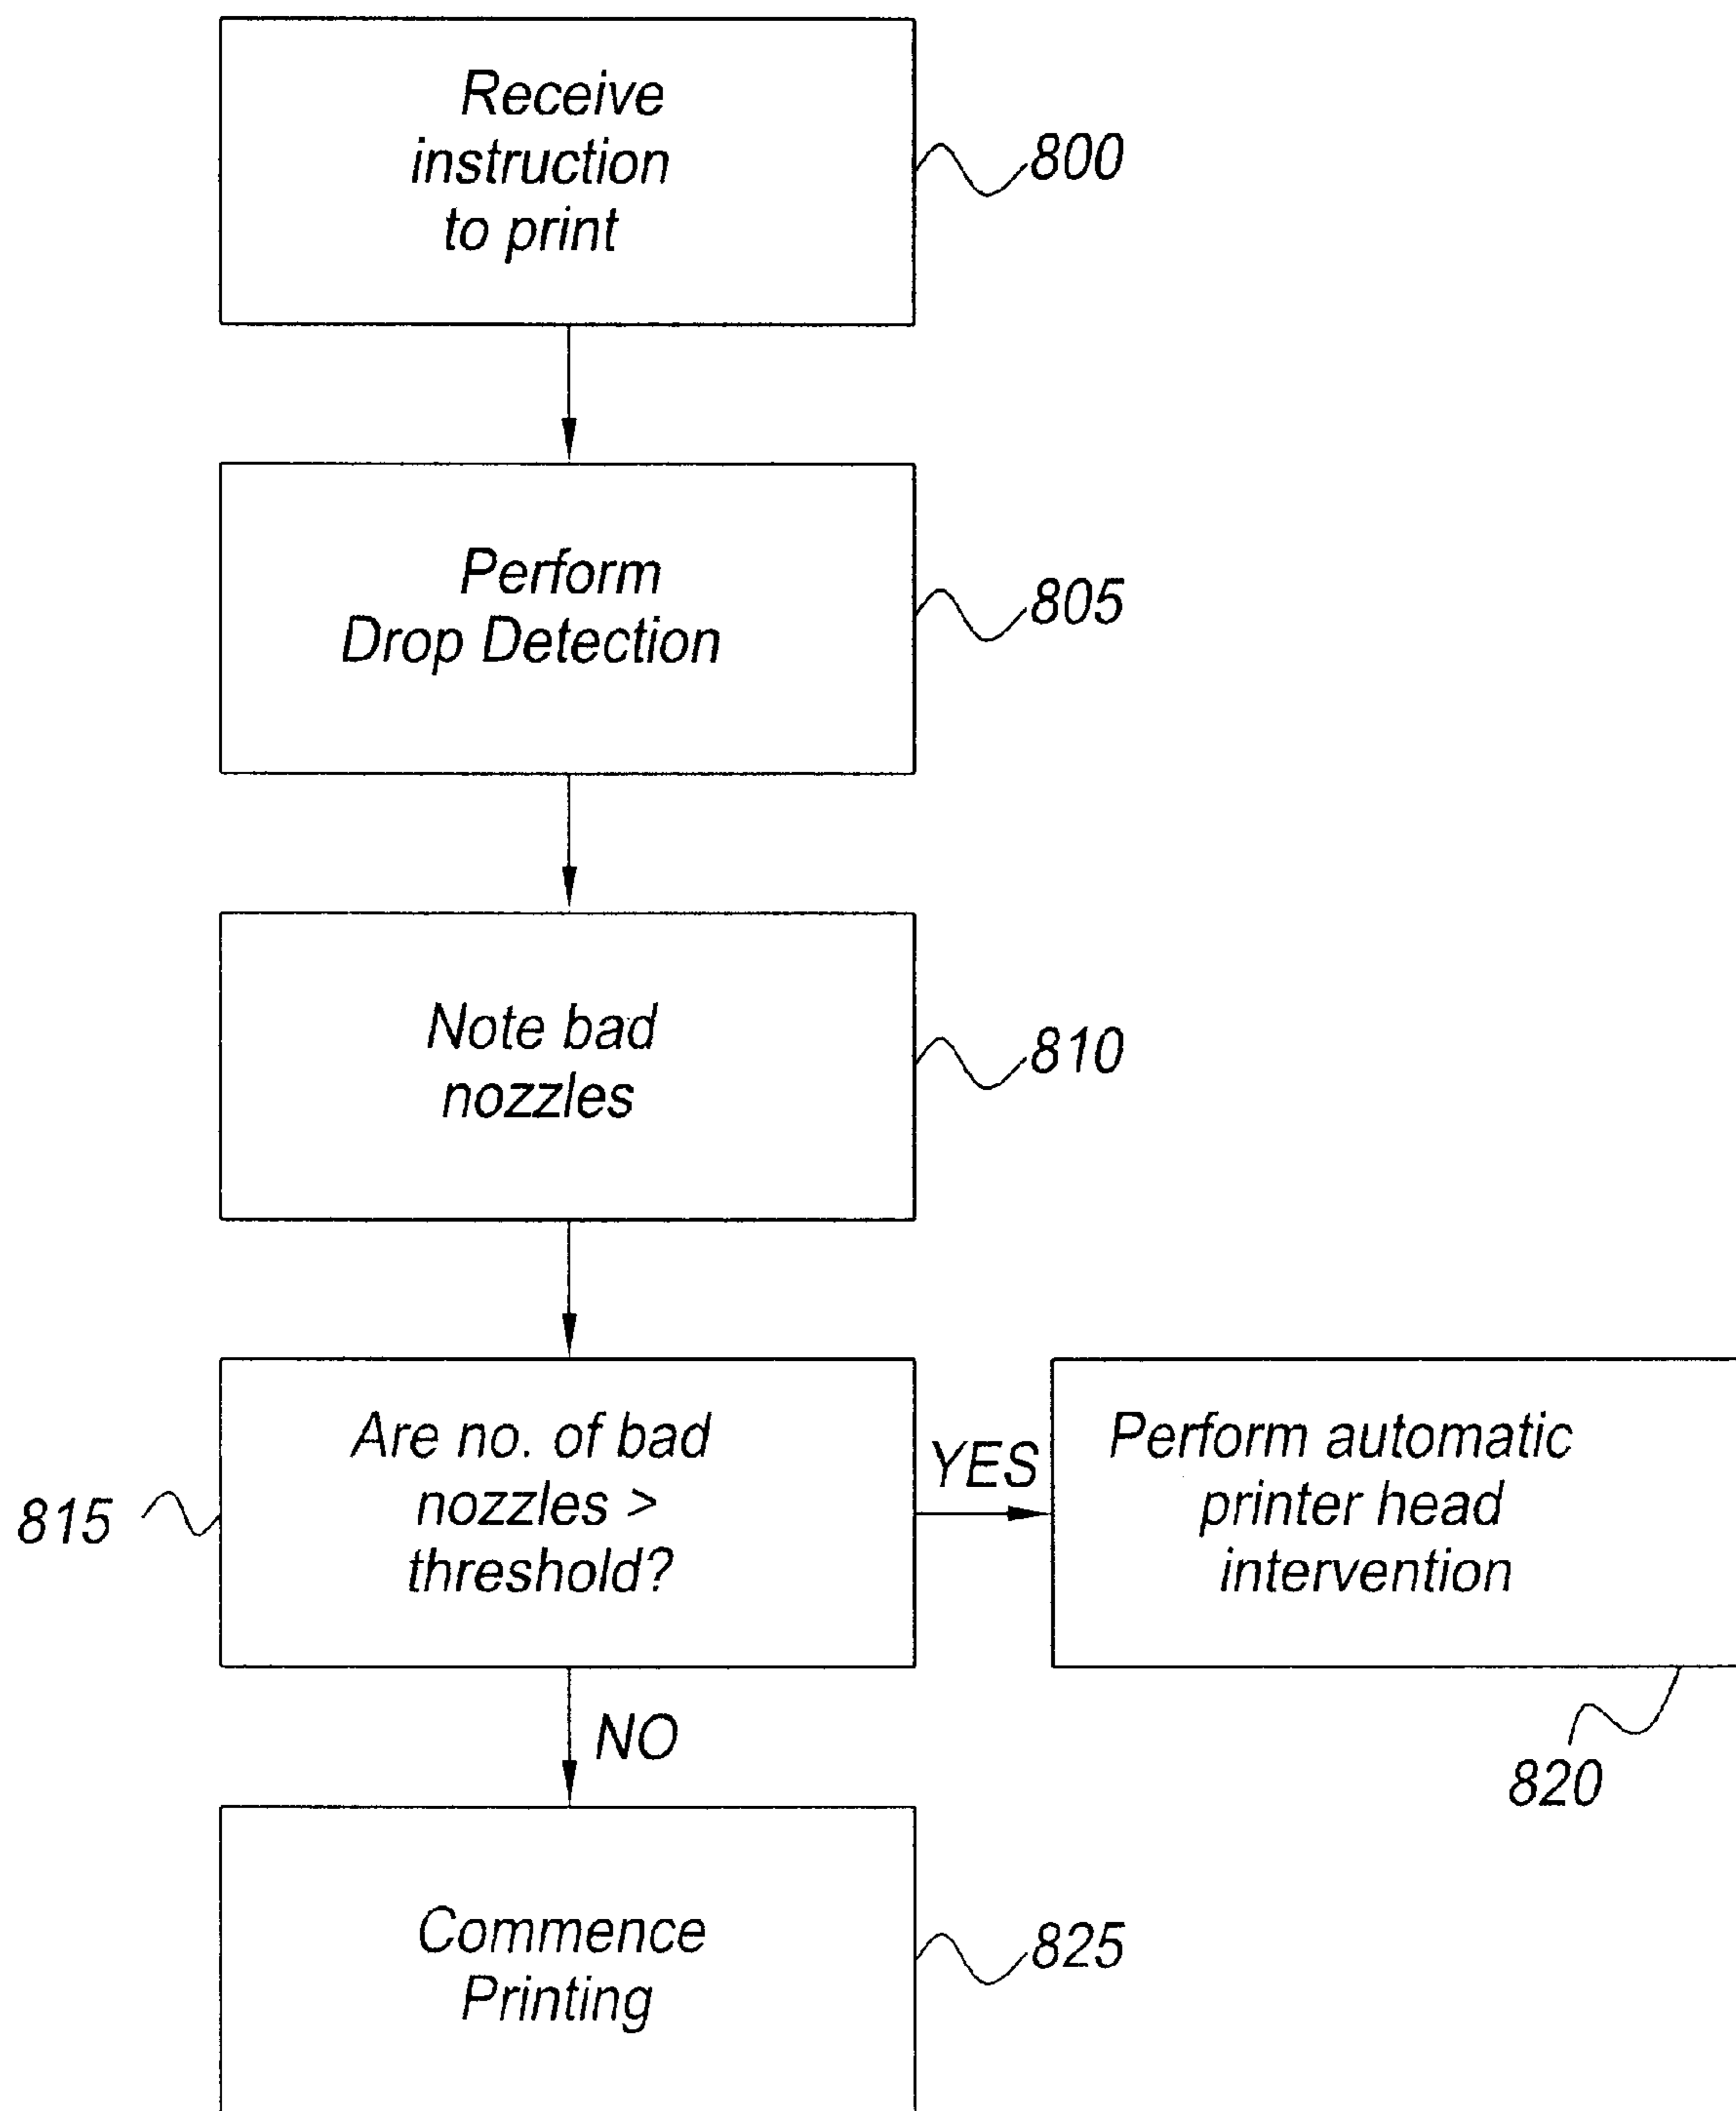 Receive
instruction
to print
800
Perform
Drop Detection
805
Note bad
nozzles
810
Are no. of bad
nozzles >
threshold?
815
YES
Perform automatic
printer head
intervention
820
NO
Commence
Printing
825